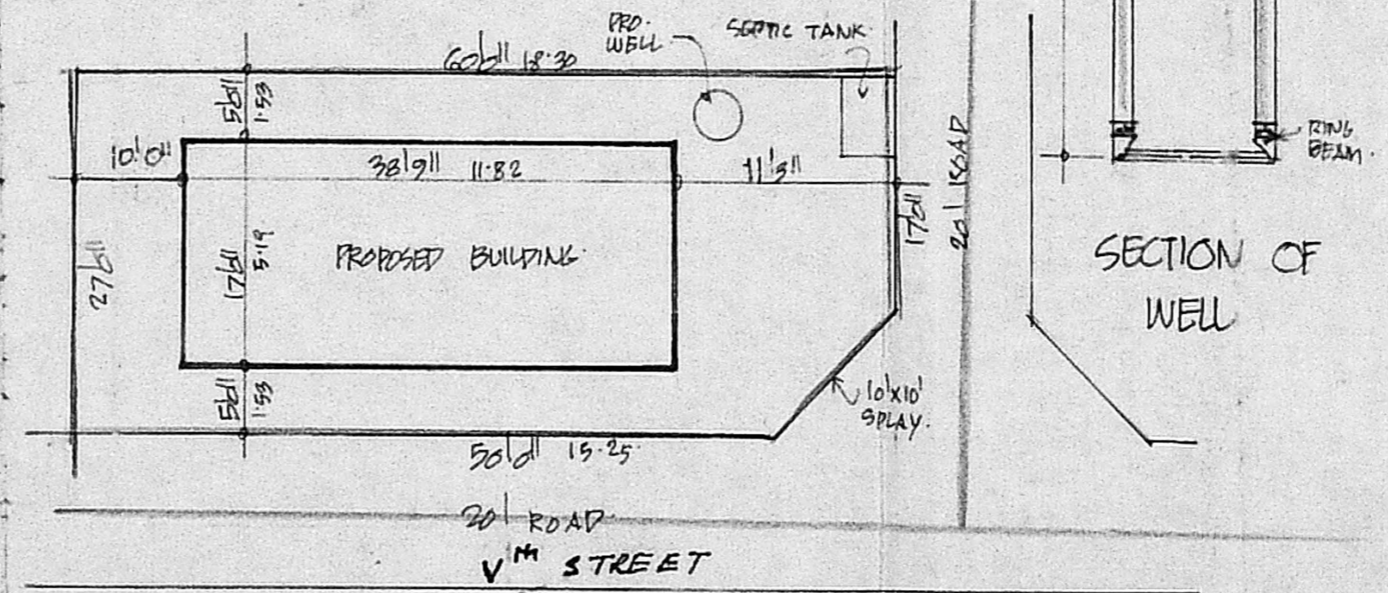 PRO.
WELL
SEPTIC TANK.
60'0" 18.30
5'0"
1.53
10'0"
38'9" 11.82
11'3"
27'9"
17'9"
5.19
PROPOSED BUILDING.
17'0"
20' ROAD
5'0"
1.53
10'x10'
SPLAY.
50'0" 15.25
20' ROAD
Vᵀᴴ STREET
RING
BEAM.
SECTION OF
WELL